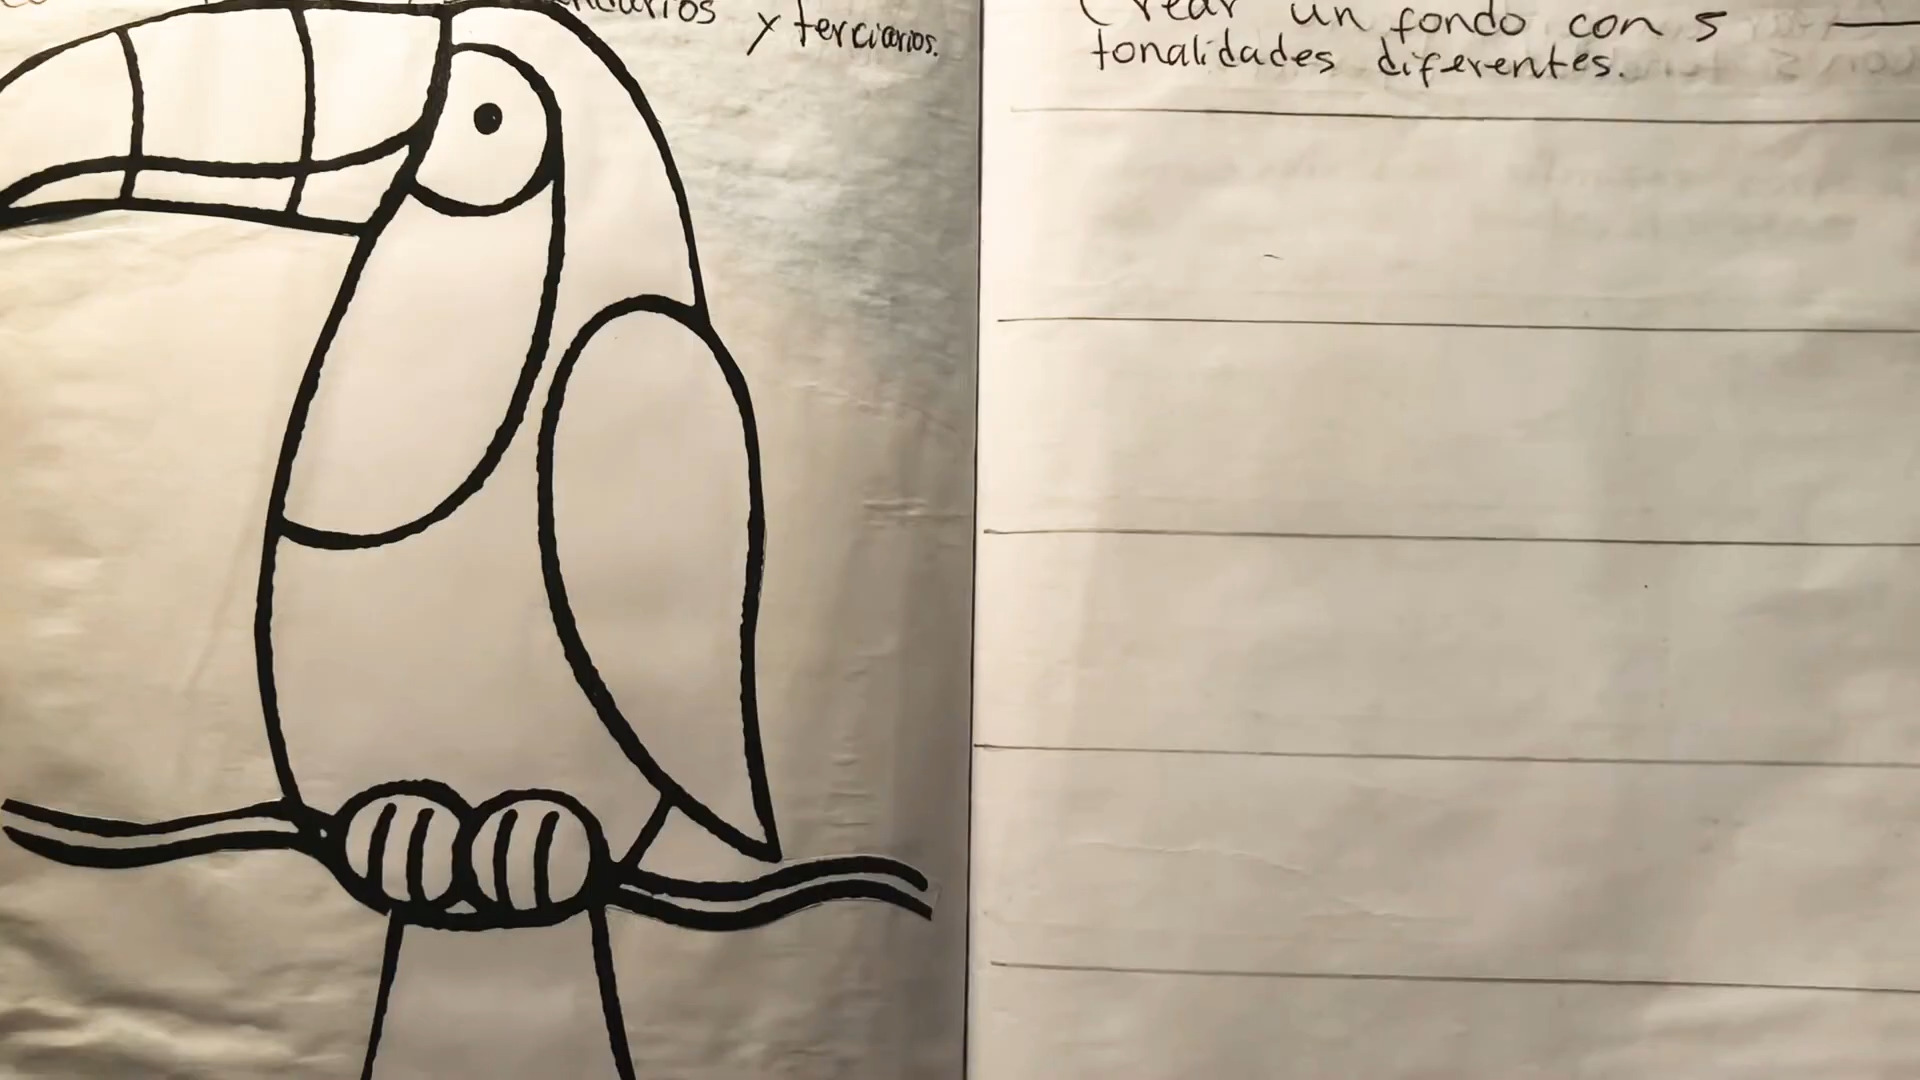 y terciarios.
Crear un fondo con 5
tonalidades diferentes.